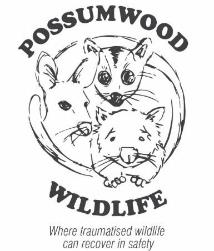 POSSUMWOOD
WILDLIFE
Where traumatised wildlife
can recover in safety